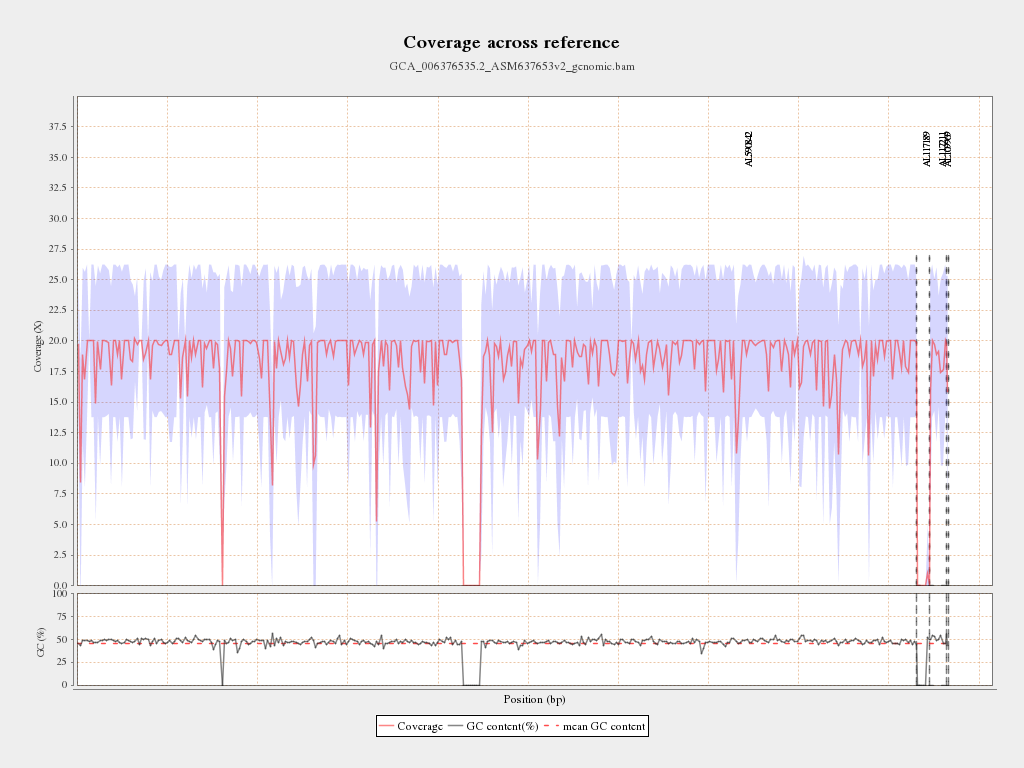 Coverage across reference
GCA_006376535.2_ASM637653v2_genomic.bam
37.5
35.0
32.5
30.0
27.5
25.0
22.5
20.0
17.5
15.0
12.5
10.0
7.5
5.0
2.5
0.0
Coverage (X)
AL590842
AL117189
AL117211
AL109969
100
75
50
25
0
GC (%)
Position (bp)
Coverage GC content(%) mean GC content